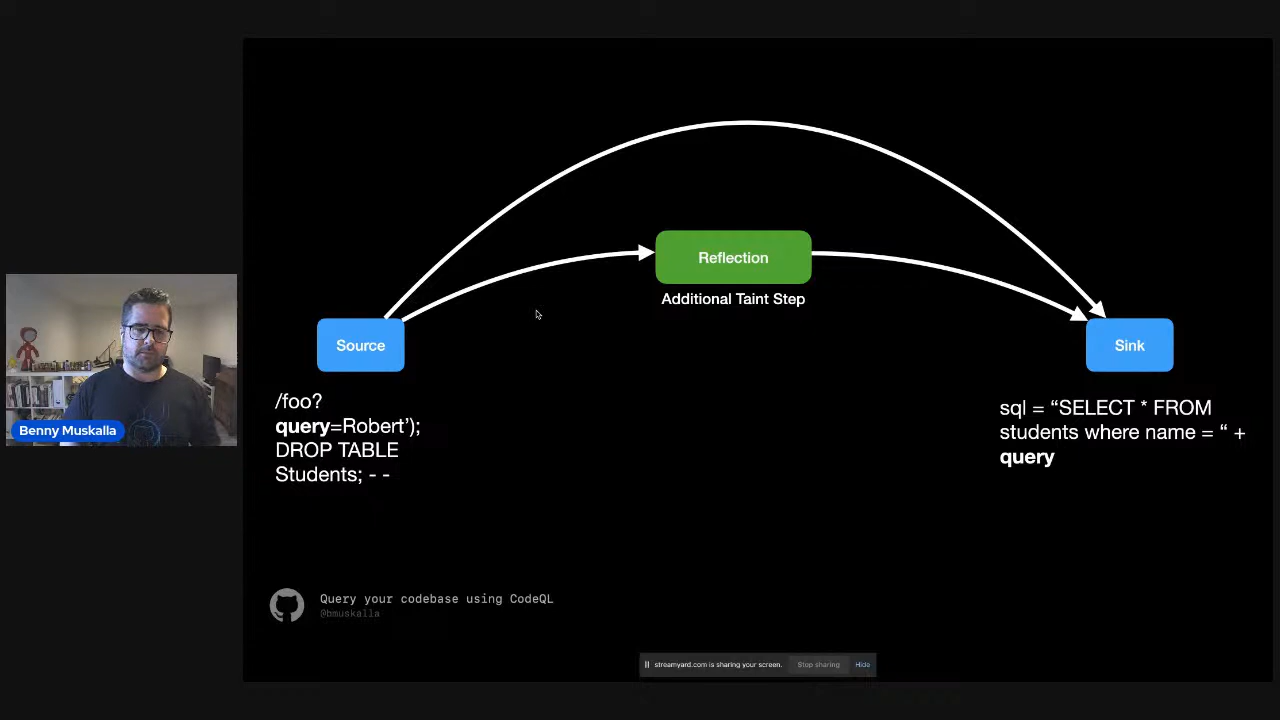 Reflection
Additional Taint Step
Source
Sink
/foo?
query=Robert’);
DROP TABLE
Students; - -
sql = “SELECT * FROM
students where name = “ +
query
Benny Muskalla
Query your codebase using CodeQL
@bmuskalla
streamyard.com is sharing your screen.
Stop sharing
Hide